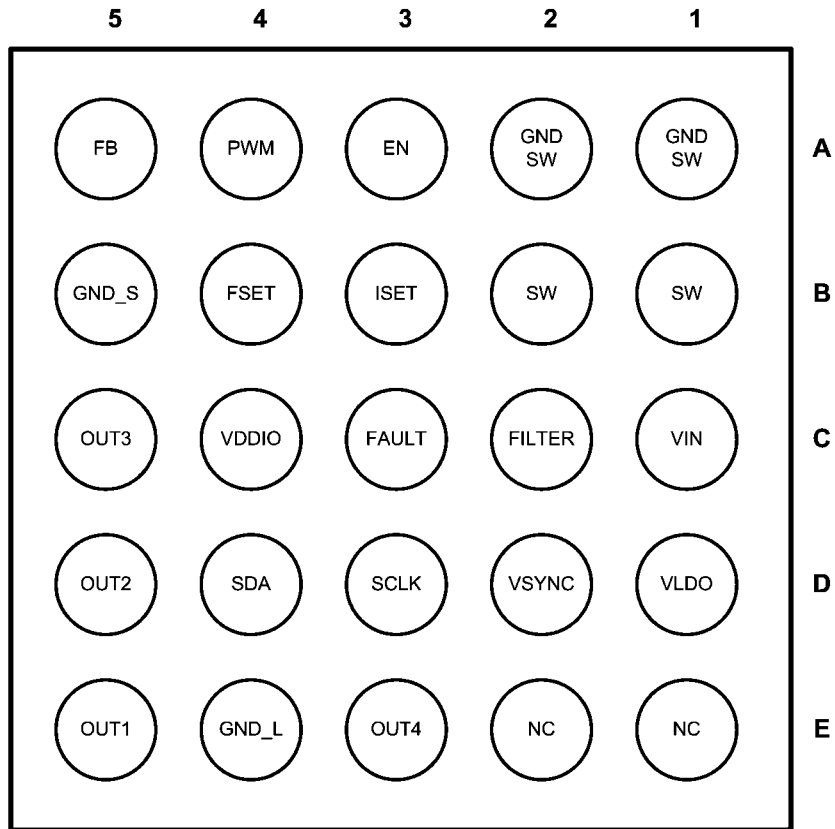 5 4 3 2 1
FB PWM EN GND SW GND SW A
GND_S FSET ISET SW SW B
OUT3 VDDIO FAULT FILTER VIN C
OUT2 SDA SCLK VSYNC VLDO D
OUT1 GND_L OUT4 NC NC E